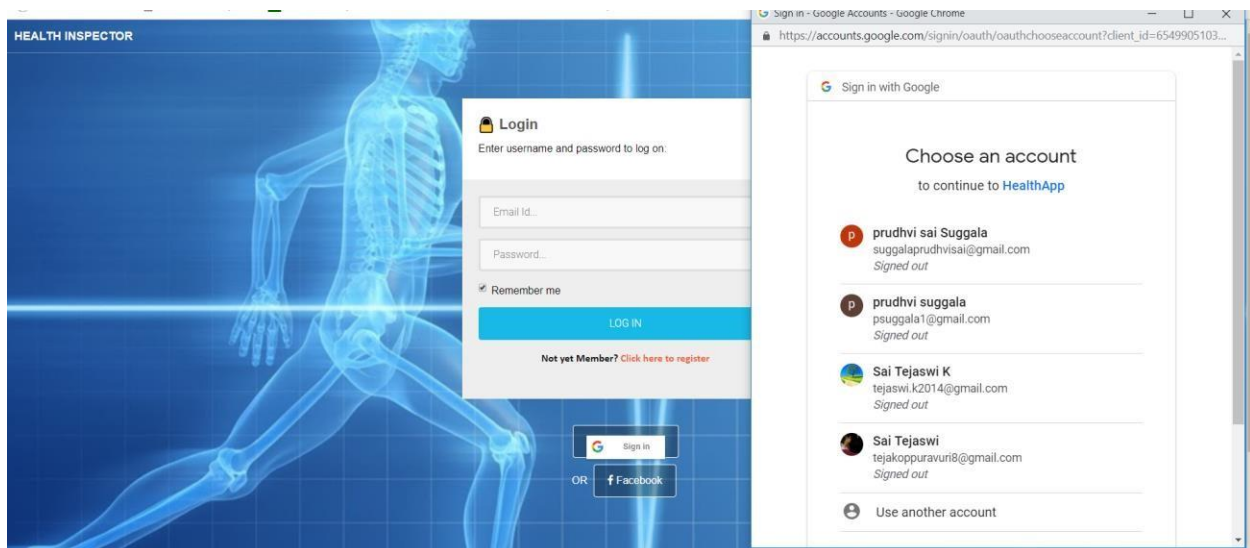 HEALTH INSPECTOR
Login
Enter username and password to log on:
Email Id...
Password...
Remember me
LOG IN
Not yet Member? Click here to register
G Sign in
OR f Facebook
G Sign in - Google Accounts - Google Chrome
https://accounts.google.com/signin/oauth/oauthchooseaccount?client_id=6549905103...
G Sign in with Google
Choose an account
to continue to HealthApp
p prudhvi sai Suggala
suggalaprudhvisai@gmail.com
Signed out
p prudhvi suggala
psuggala1@gmail.com
Signed out
Sai Tejaswi K
tejaswi.k2014@gmail.com
Signed out
Sai Tejaswi
tejakoppuravuri8@gmail.com
Signed out
Use another account